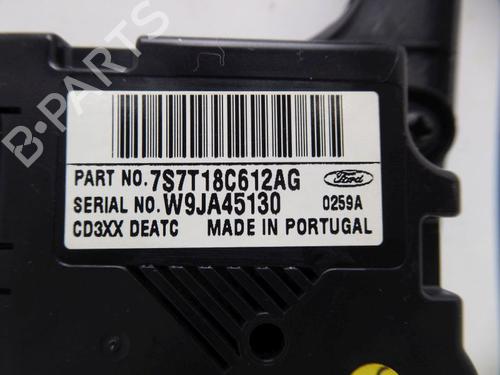 PART NO. 7S7T18C612AG
Ford
SERIAL NO. W9JA45130
0259A
CD3XX DEATC MADE IN PORTUGAL
B-PARTS